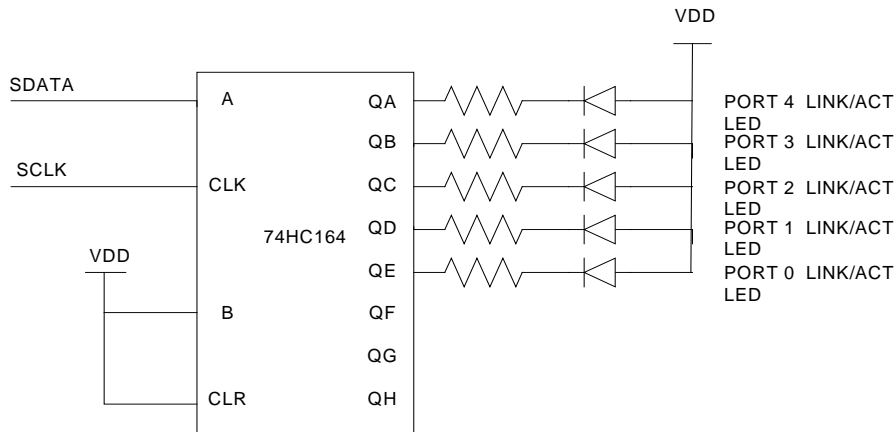 VDD
SDATA
A
QA
PORT 4 LINK/ACT
LED
QB
PORT 3 LINK/ACT
LED
SCLK
CLK
QC
PORT 2 LINK/ACT
LED
74HC164
QD
PORT 1 LINK/ACT
LED
VDD
QE
PORT 0 LINK/ACT
LED
B
QF
QG
CLR
QH